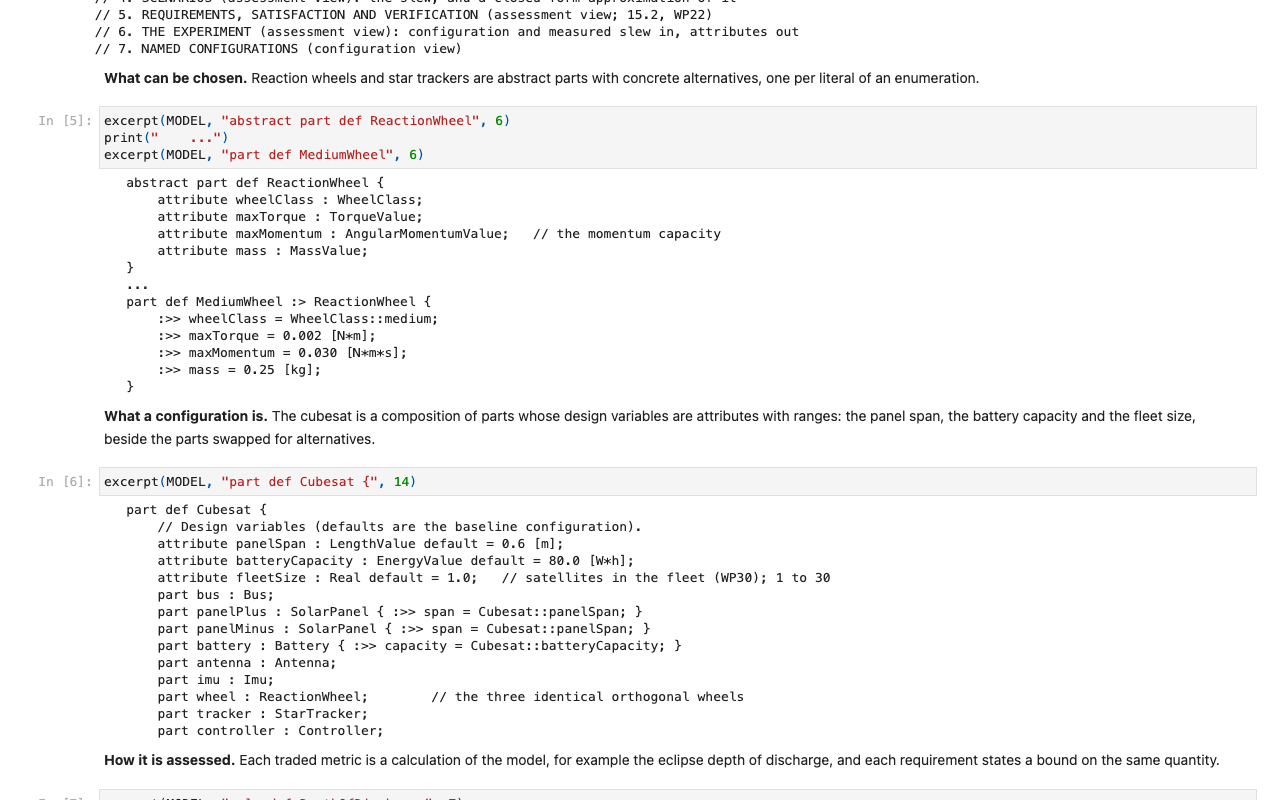 // 5. REQUIREMENTS, SATISFACTION AND VERIFICATION (assessment view; 15.2, WP22)
// 6. THE EXPERIMENT (assessment view): configuration and measured slew in, attributes out
// 7. NAMED CONFIGURATIONS (configuration view)
What can be chosen. Reaction wheels and star trackers are abstract parts with concrete alternatives, one per literal of an enumeration.
In [5]: excerpt(MODEL, "abstract part def ReactionWheel", 6)
print("    ...")
excerpt(MODEL, "part def MediumWheel", 6)
abstract part def ReactionWheel {
    attribute wheelClass : WheelClass;
    attribute maxTorque : TorqueValue;
    attribute maxMomentum : AngularMomentumValue;   // the momentum capacity
    attribute mass : MassValue;
}
...
part def MediumWheel :> ReactionWheel {
    :>> wheelClass = WheelClass::medium;
    :>> maxTorque = 0.002 [N*m];
    :>> maxMomentum = 0.030 [N*m*s];
    :>> mass = 0.25 [kg];
}
What a configuration is. The cubesat is a composition of parts whose design variables are attributes with ranges: the panel span, the battery capacity and the fleet size,
beside the parts swapped for alternatives.
In [6]: excerpt(MODEL, "part def Cubesat {", 14)
part def Cubesat {
    // Design variables (defaults are the baseline configuration).
    attribute panelSpan : LengthValue default = 0.6 [m];
    attribute batteryCapacity : EnergyValue default = 80.0 [W*h];
    attribute fleetSize : Real default = 1.0;   // satellites in the fleet (WP30); 1 to 30
    part bus : Bus;
    part panelPlus : SolarPanel { :>> span = Cubesat::panelSpan; }
    part panelMinus : SolarPanel { :>> span = Cubesat::panelSpan; }
    part battery : Battery { :>> capacity = Cubesat::batteryCapacity; }
    part antenna : Antenna;
    part imu : Imu;
    part wheel : ReactionWheel;        // the three identical orthogonal wheels
    part tracker : StarTracker;
    part controller : Controller;
How it is assessed. Each traded metric is a calculation of the model, for example the eclipse depth of discharge, and each requirement states a bound on the same quantity.